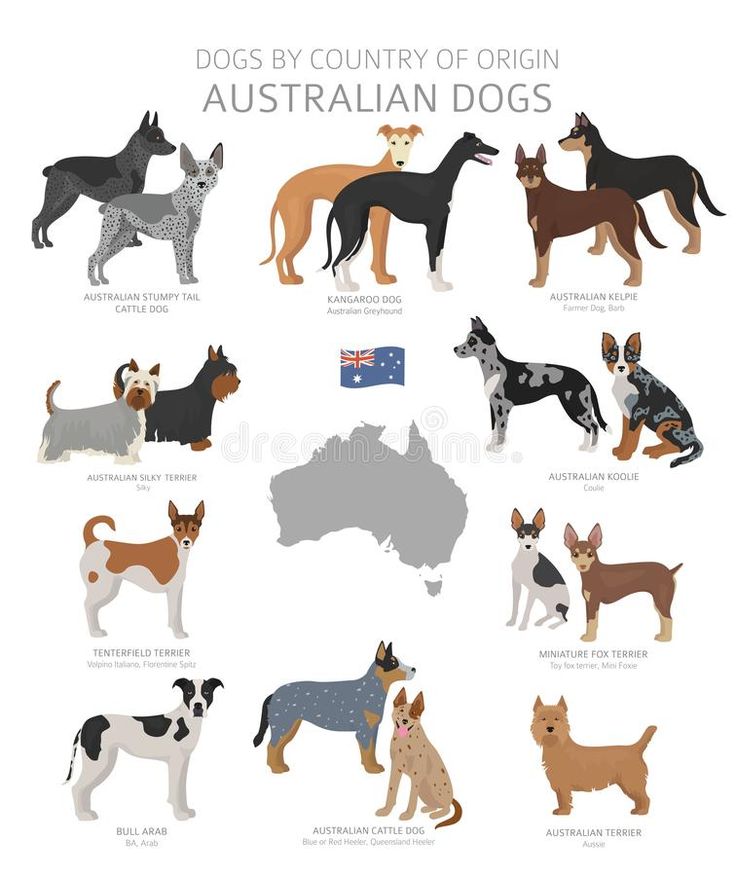 DOGS BY COUNTRY OF ORIGIN
AUSTRALIAN DOGS
AUSTRALIAN STUMPY TAIL
CATTLE DOG
KANGAROO DOG
Australian Greyhound
AUSTRALIAN KELPIE
Farmer Dog, Barb
AUSTRALIAN SILKY TERRIER
Silky
dreamstime.com
AUSTRALIAN KOOLIE
Coulie
TENTERFIELD TERRIER
Volpino Italiano, Florentine Spitz
MINIATURE FOX TERRIER
Toy fox terrier, Mini Foxie
BULL ARAB
BA, Arab
AUSTRALIAN CATTLE DOG
Blue or Red Heeler, Queensland Heeler
AUSTRALIAN TERRIER
Aussie